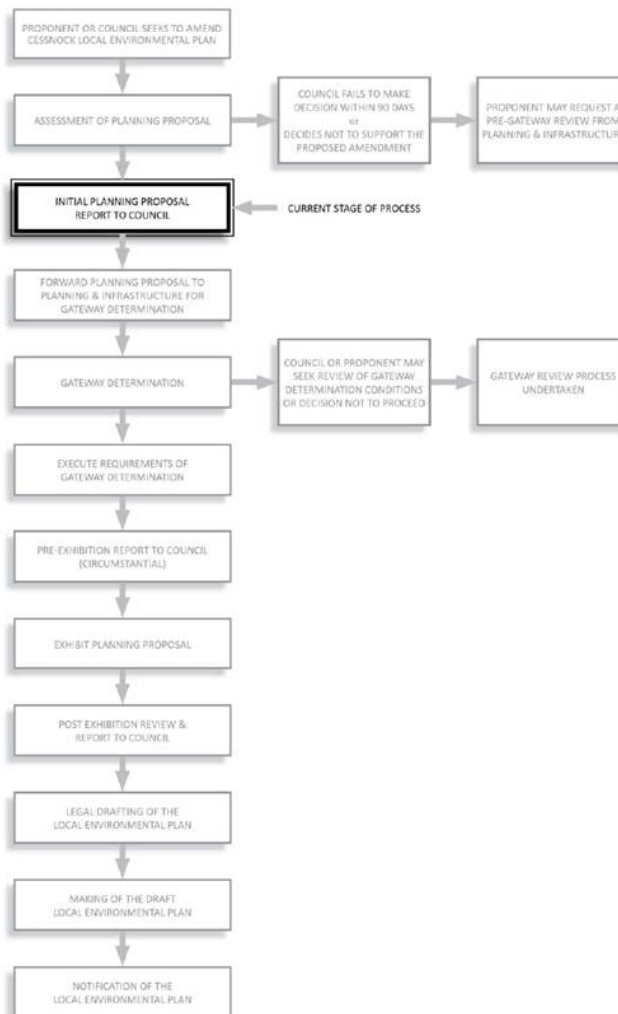 PROPONENT OR COUNCIL SEEKS TO AMEND
CESSNOCK LOCAL ENVIRONMENTAL PLAN
ASSESSMENT OF PLANNING PROPOSAL
COUNCIL FAILS TO MAKE
DECISION WITHIN 90 DAYS
or
DECIDES NOT TO SUPPORT THE
PROPOSED AMENDMENT
PROPONENT MAY REQUEST A
PRE-GATEWAY REVIEW FROM
PLANNING & INFRASTRUCTURE
INITIAL PLANNING PROPOSAL
REPORT TO COUNCIL
CURRENT STAGE OF PROCESS
FORWARD PLANNING PROPOSAL TO
PLANNING & INFRASTRUCTURE FOR
GATEWAY DETERMINATION
GATEWAY DETERMINATION
COUNCIL OR PROPONENT MAY
SEEK REVIEW OF GATEWAY
DETERMINATION CONDITIONS
OR DECISION NOT TO PROCEED
GATEWAY REVIEW PROCESS
UNDERTAKEN
EXECUTE REQUIREMENTS OF
GATEWAY DETERMINATION
PRE-EXHIBITION REPORT TO COUNCIL
(CIRCUMSTANTIAL)
EXHIBIT PLANNING PROPOSAL
POST EXHIBITION REVIEW &
REPORT TO COUNCIL
LEGAL DRAFTING OF THE
LOCAL ENVIRONMENTAL PLAN
MAKING OF THE DRAFT
LOCAL ENVIRONMENTAL PLAN
NOTIFICATION OF THE
LOCAL ENVIRONMENTAL PLAN